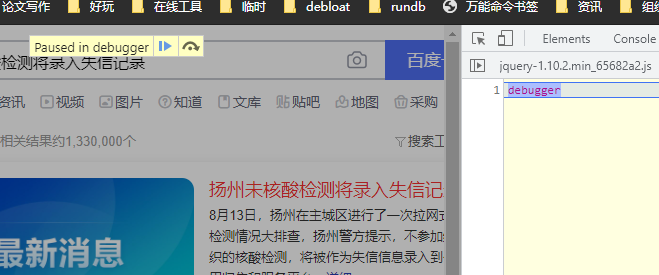 论文写作 好玩 在线工具 临时 debloat rundb 万能命令书签 资讯 组织
Paused in debugger
核检测将录入失信记录 百度一
Elements Console
jquery-1.10.2.min_65682a2.js
1 debugger
资讯 视频 图片 知道 文库 贴吧 地图 采购
相关结果约1,330,000个 搜索工
扬州未核酸检测将录入失信记
8月13日，扬州在主城区进行了一次拉网式
检测情况大排查，扬州警方提示，不参加
织的核酸检测，将被作为失信信息录入到
最新消息